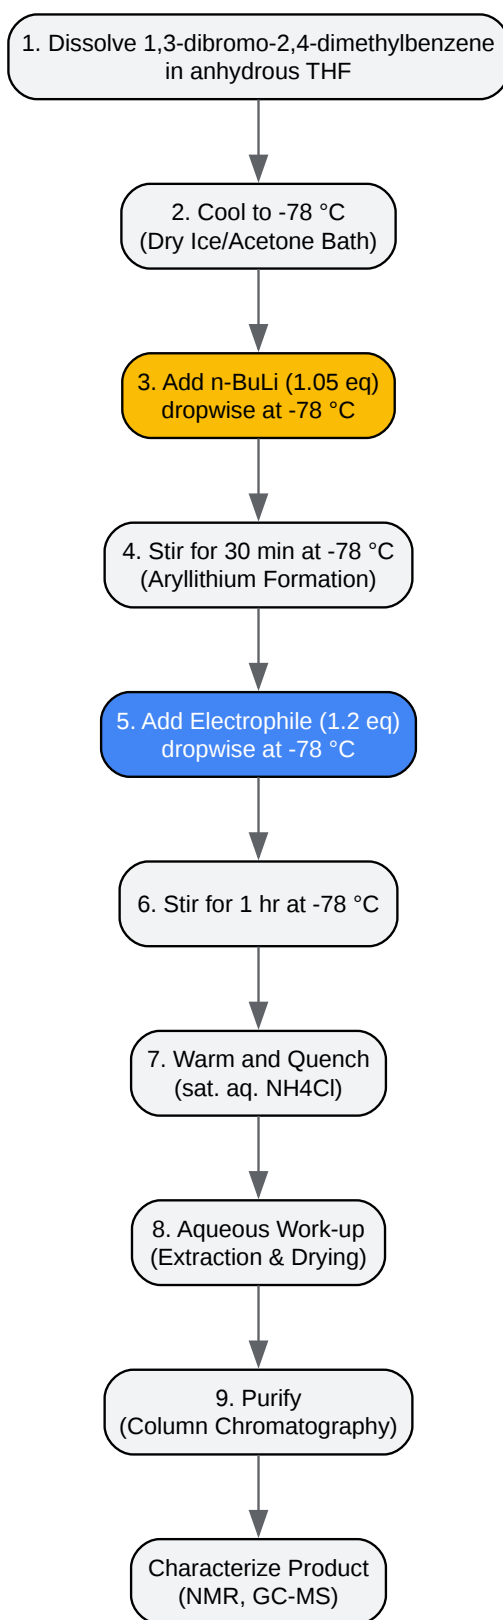 1. Dissolve 1,3-dibromo-2,4-dimethylbenzene
in anhydrous THF
2. Cool to -78 °C
(Dry Ice/Acetone Bath)
3. Add n-BuLi (1.05 eq)
dropwise at -78 °C
4. Stir for 30 min at -78 °C
(Aryllithium Formation)
5. Add Electrophile (1.2 eq)
dropwise at -78 °C
6. Stir for 1 hr at -78 °C
7. Warm and Quench
(sat. aq. NH4Cl)
8. Aqueous Work-up
(Extraction & Drying)
9. Purify
(Column Chromatography)
Characterize Product
(NMR, GC-MS)